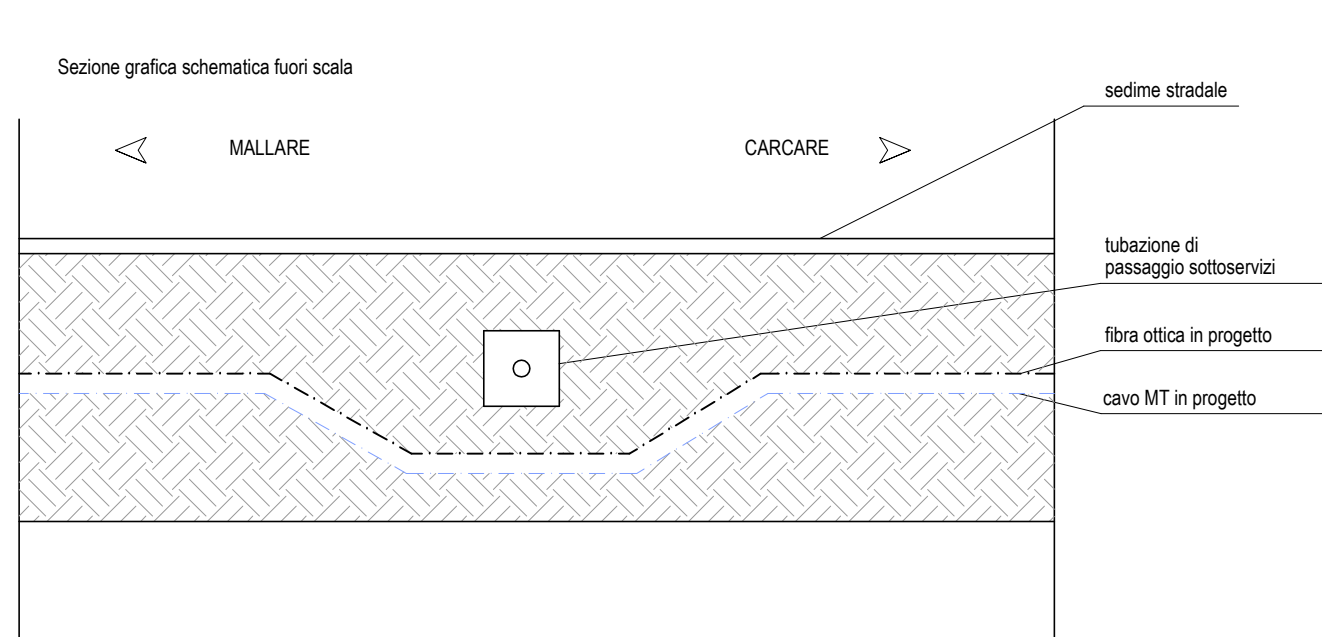 Sezione grafica schematica fuori scala
sedime stradale
MALLARE
CARCARE
tubazione di
passaggio sottoservizi
fibra ottica in progetto
cavo MT in progetto